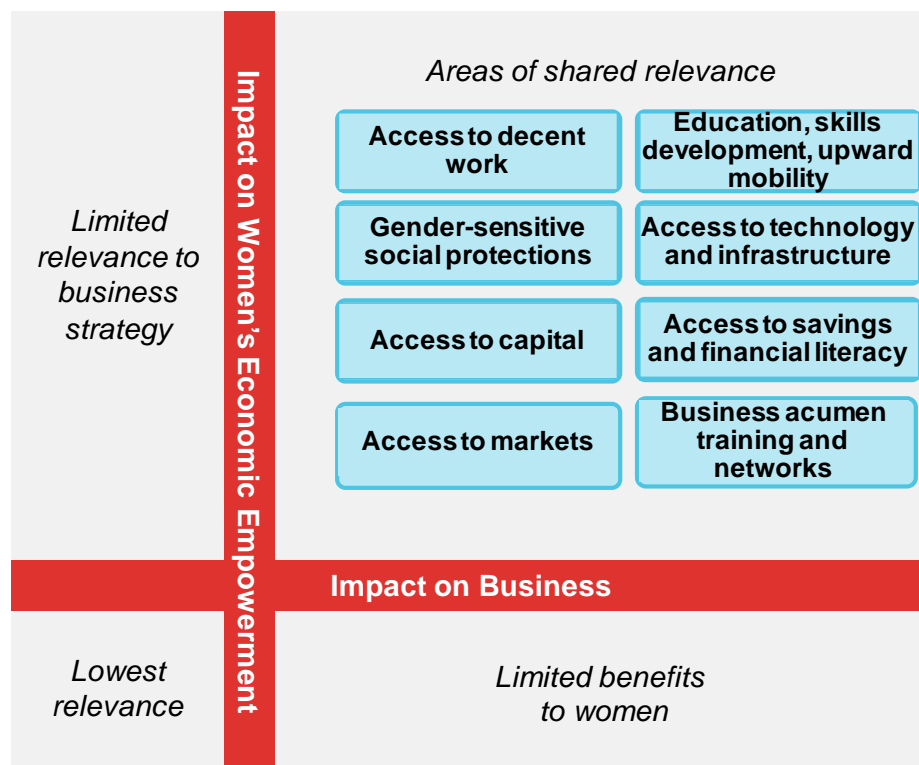 Areas of shared relevance
Impact on Women's Economic Empowerment
Limited
relevance to
business
strategy
Access to decent
work
Education, skills
development, upward
mobility
Gender-sensitive
social protections
Access to technology
and infrastructure
Access to capital
Access to savings
and financial literacy
Access to markets
Business acumen
training and
networks
Impact on Business
Lowest
relevance
Limited benefits
to women